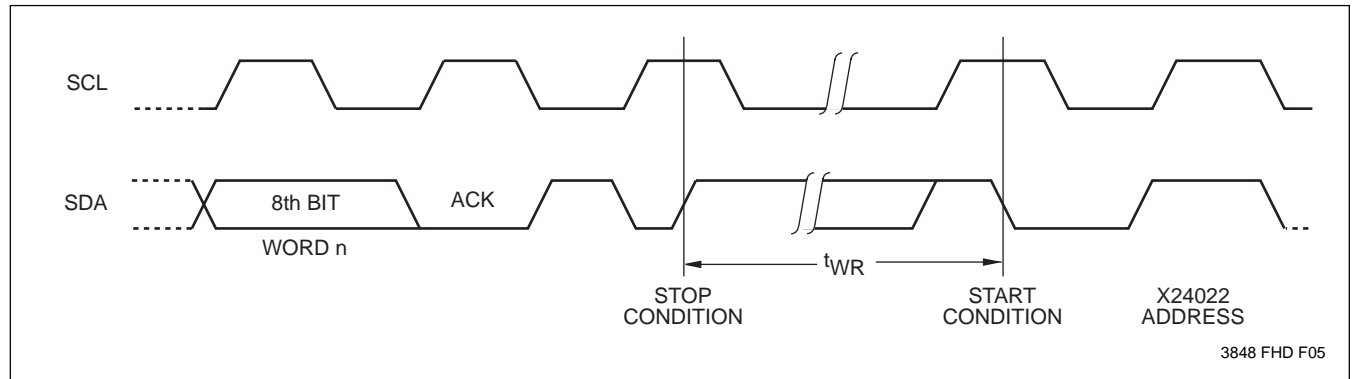 SCL
SDA
8th BIT
ACK
WORD n
tWR
STOP
CONDITION
START
CONDITION
X24022
ADDRESS
3848 FHD F05